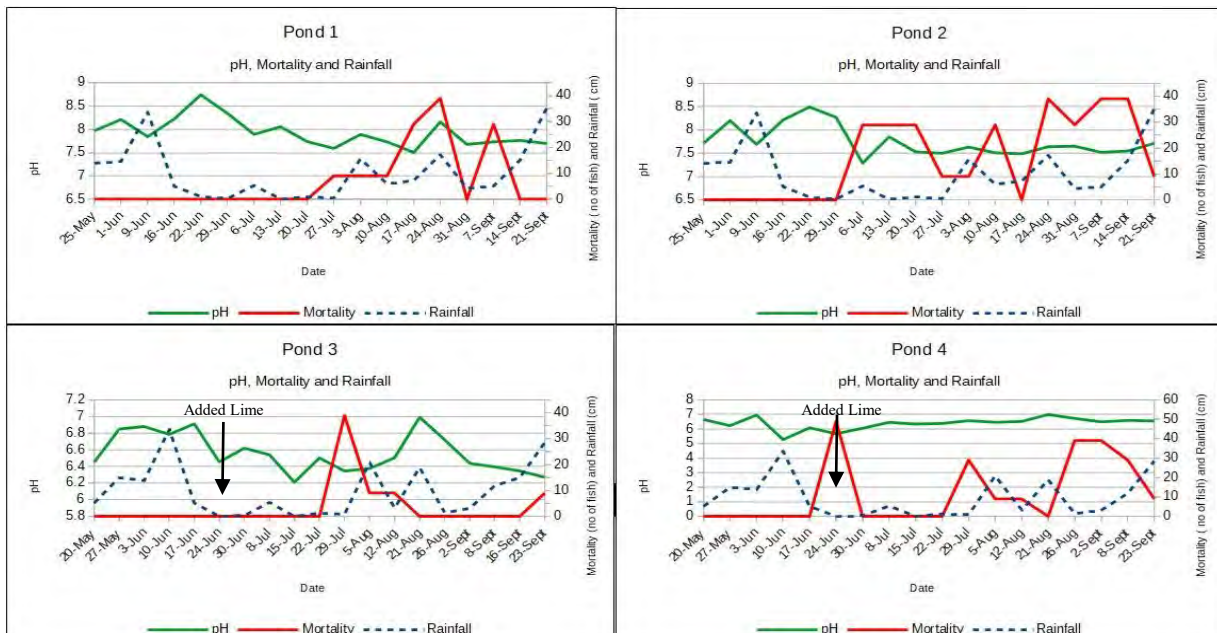 Pond 1
pH, Mortality and Rainfall
9
8.5
8
7.5
7
6.5
pH
40
30
20
10
0
Mortality ( no of fish) and Rainfall ( cm)
25-May
1-Jun
9-Jun
16-Jun
22-Jun
29-Jun
6-Jul
13-Jul
20-Jul
27-Jul
3-Aug
10-Aug
17-Aug
24-Aug
31-Aug
7-Sept
14-Sept
21-Sept
Date
pH Mortality Rainfall
Pond 2
pH, Mortality and Rainfall
9
8.5
8
7.5
7
6.5
pH
40
30
20
10
0
Mortality ( no of fish) and Rainfall (cm)
25-May
1-Jun
9-Jun
16-Jun
22-Jun
29-Jun
6-Jul
13-Jul
20-Jul
27-Jul
3-Aug
10-Aug
17-Aug
24-Aug
31-Aug
7-Sept
14-Sept
21-Sept
Date
pH Mortality Rainfall
Pond 3
pH, Mortality and Rainfall
Added Lime
7.2
7
6.8
6.6
6.4
6.2
6
5.8
pH
40
30
20
10
0
Mortality ( no of fish) and Rainfall (cm)
20-May
27-May
3-Jun
10-Jun
17-Jun
24-Jun
30-Jun
8-Jul
15-Jul
22-Jul
29-Jul
5-Aug
12-Aug
21-Aug
26-Aug
2-Sept
8-Sept
16-Sept
23-Sept
Date
pH Mortality Rainfall
Pond 4
pH, Mortality and Rainfall
Added Lime
8
7
6
5
4
3
2
1
0
pH
60
50
40
30
20
10
0
Mortality ( no of fish) and Rainfall (cm)
20-May
27-May
3-Jun
10-Jun
17-Jun
24-Jun
30-Jun
8-Jul
15-Jul
22-Jul
29-Jul
5-Aug
12-Aug
21-Aug
26-Aug
2-Sept
8-Sept
23-Sept
Date
pH Mortality Rainfall